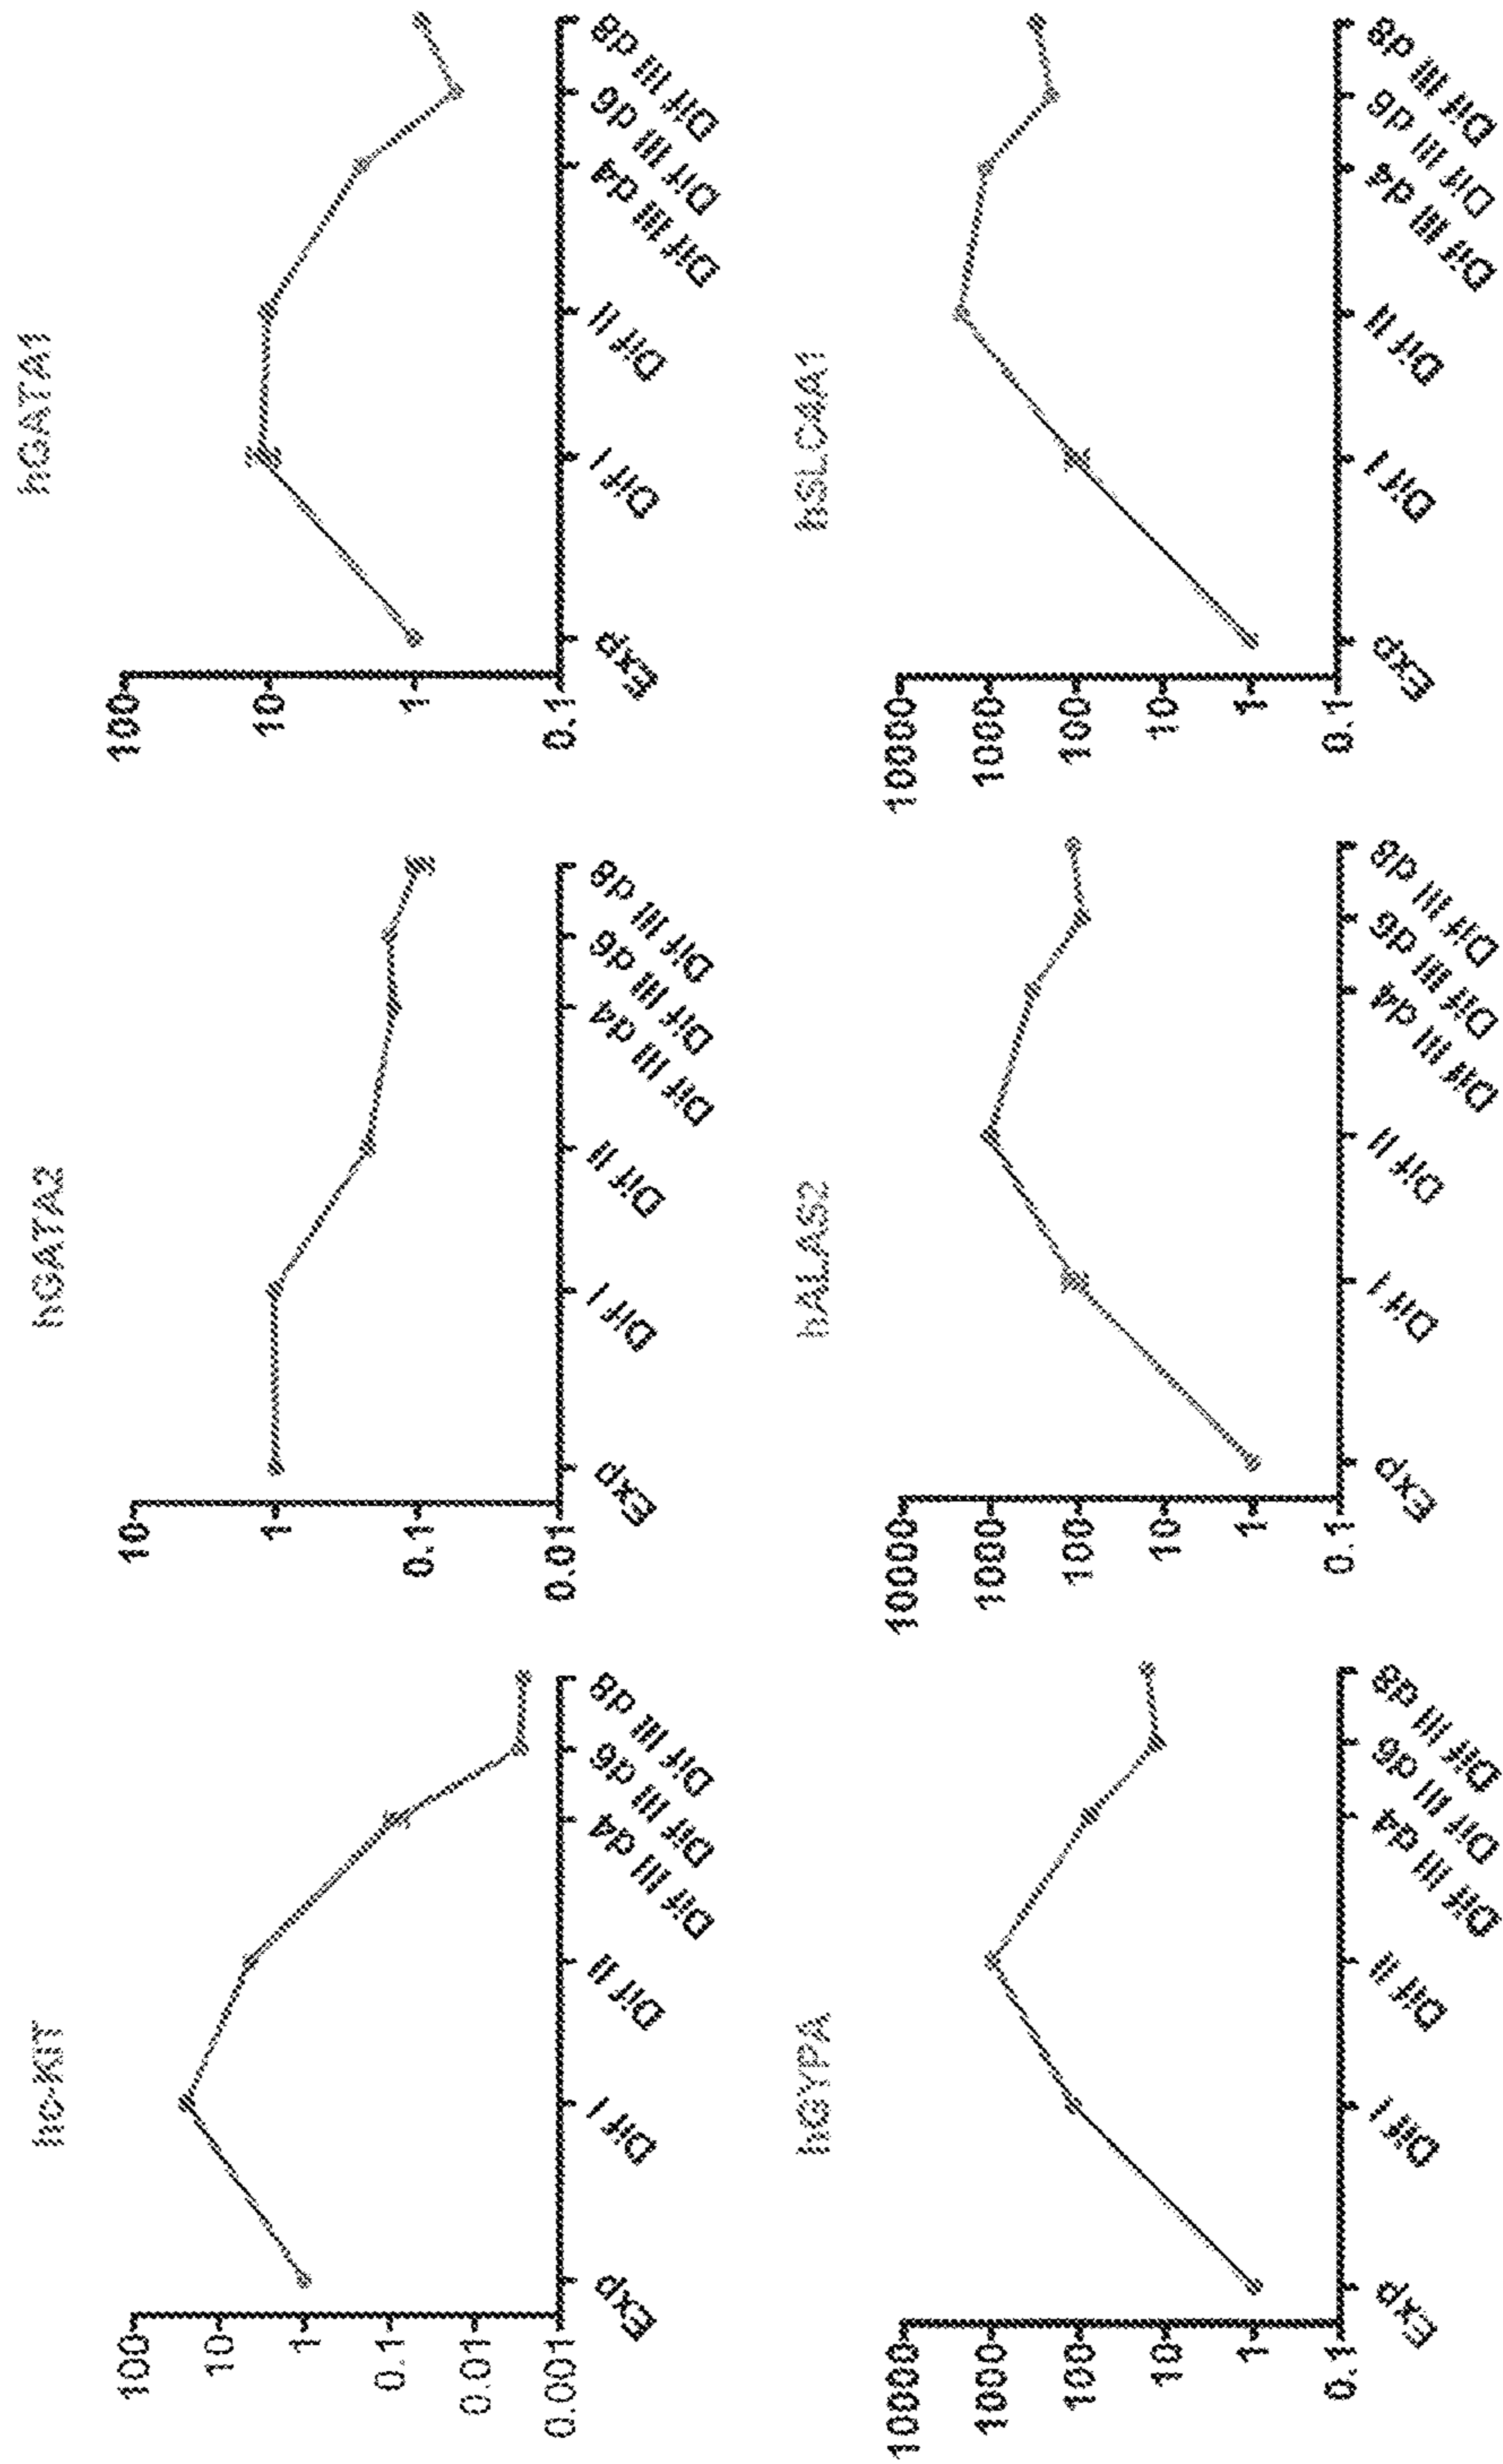 hc-KIT
100
10
1
0.1
0.01
0.001
Exp
Dif I
Dif II
Dif III d4
Dif III d6
Dif III d8
hGATA2
10
1
0.1
0.01
Exp
Dif I
Dif II
Dif III d4
Dif III d6
Dif III d8
hGATA1
100
10
1
0.1
Exp
Dif I
Dif II
Dif III d4
Dif III d6
Dif III d8
hGYPA
10000
1000
100
10
1
0.1
Exp
Dif I
Dif II
Dif III d4
Dif III d6
Dif III d8
hALAS2
10000
1000
100
10
1
0.1
Exp
Dif I
Dif II
Dif III d4
Dif III d6
Dif III d8
hSLC4A1
10000
1000
100
10
1
0.1
Exp
Dif I
Dif II
Dif III d4
Dif III d6
Dif III d8